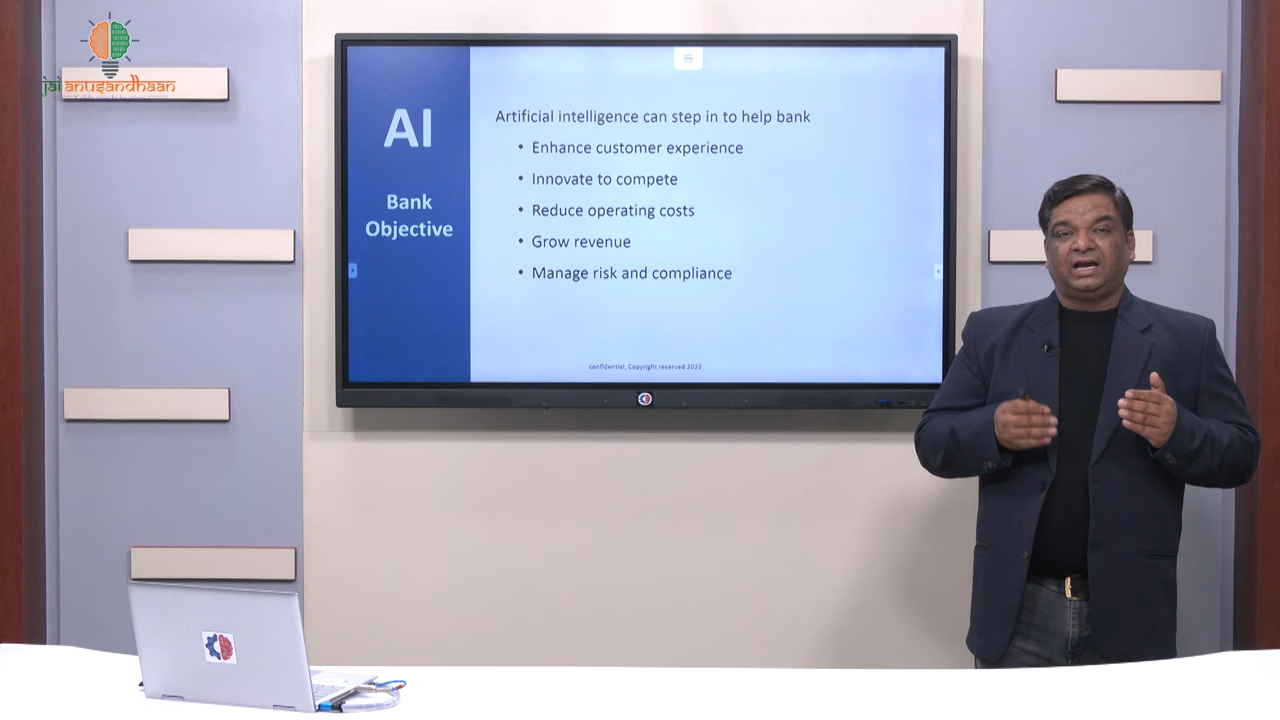 jai anusandhaan
AI
Bank
Objective
Artificial intelligence can step in to help bank
• Enhance customer experience
• Innovate to compete
• Reduce operating costs
• Grow revenue
• Manage risk and compliance
confidential, Copyright reserved 2022